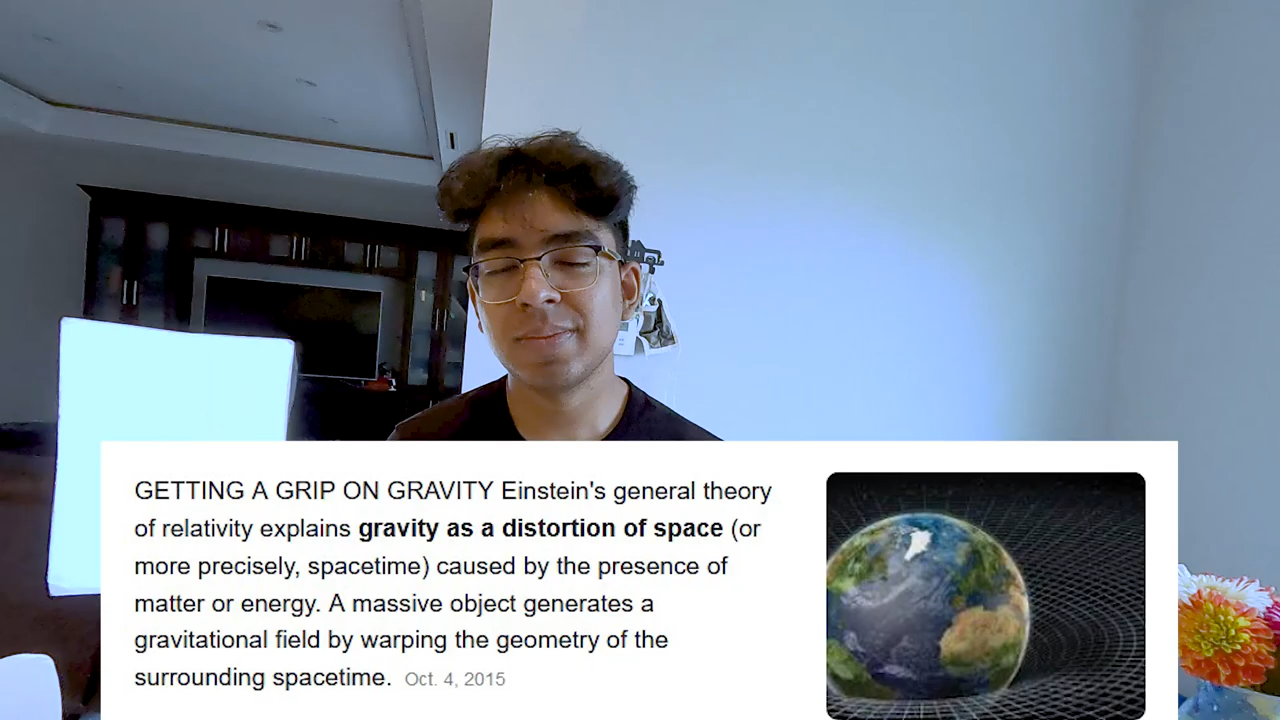 GETTING A GRIP ON GRAVITY Einstein's general theory
of relativity explains gravity as a distortion of space (or
more precisely, spacetime) caused by the presence of
matter or energy. A massive object generates a
gravitational field by warping the geometry of the
surrounding spacetime. Oct. 4, 2015